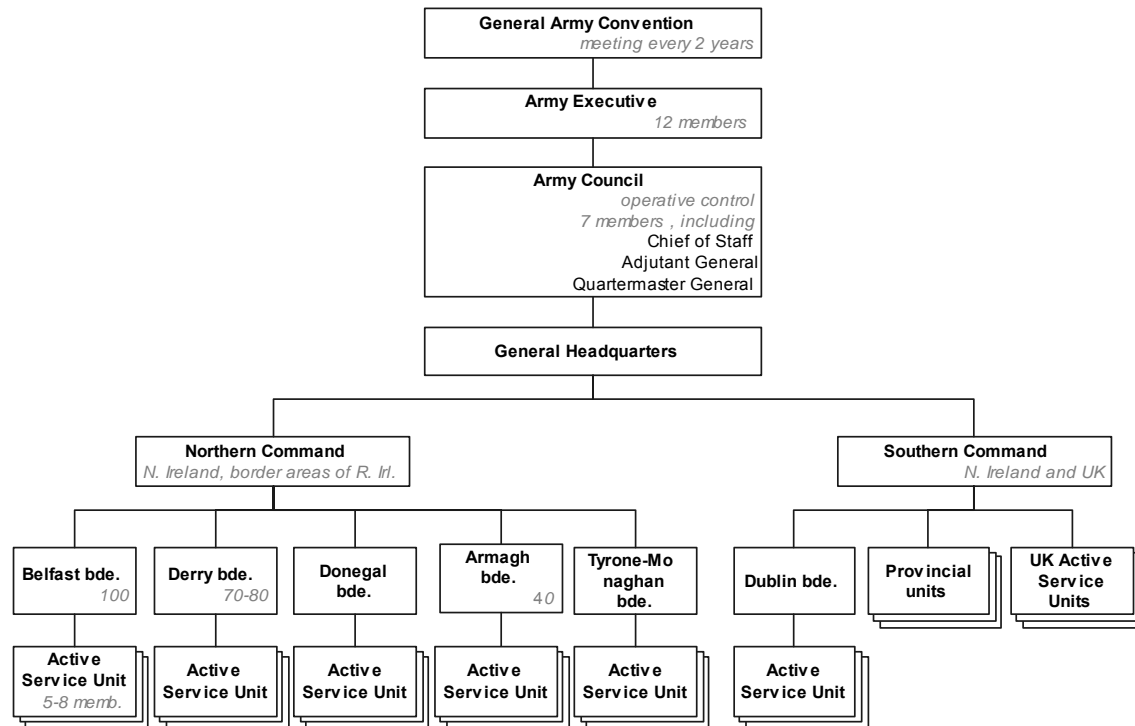 General Army Convention
meeting every 2 years
Army Executive
12 members
Army Council
operative control
7 members , including
Chief of Staff
Adjutant General
Quartermaster General
General Headquarters
Northern Command
N. Ireland, border areas of R. Irl.
Southern Command
N. Ireland and UK
Belfast bde.
100
Derry bde.
70-80
Donegal
bde.
Armagh
bde.
40
Tyrone-Mo
naghan
bde.
Dublin bde.
Provincial
units
UK Active
Service
Units
Active
Service Unit
5-8 memb.
Active
Service Unit
Active
Service Unit
Active
Service Unit
Active
Service Unit
Active
Service Unit